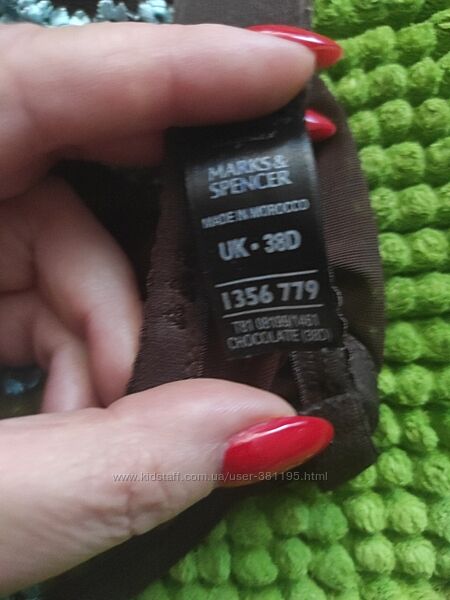 MARKS &
SPENCER
MADE IN MOROCCO
UK • 38D
1356 779
T81 08199/1461
CHOCOLATE (38D)
www.kidstaff.com.ua/user-381195.html